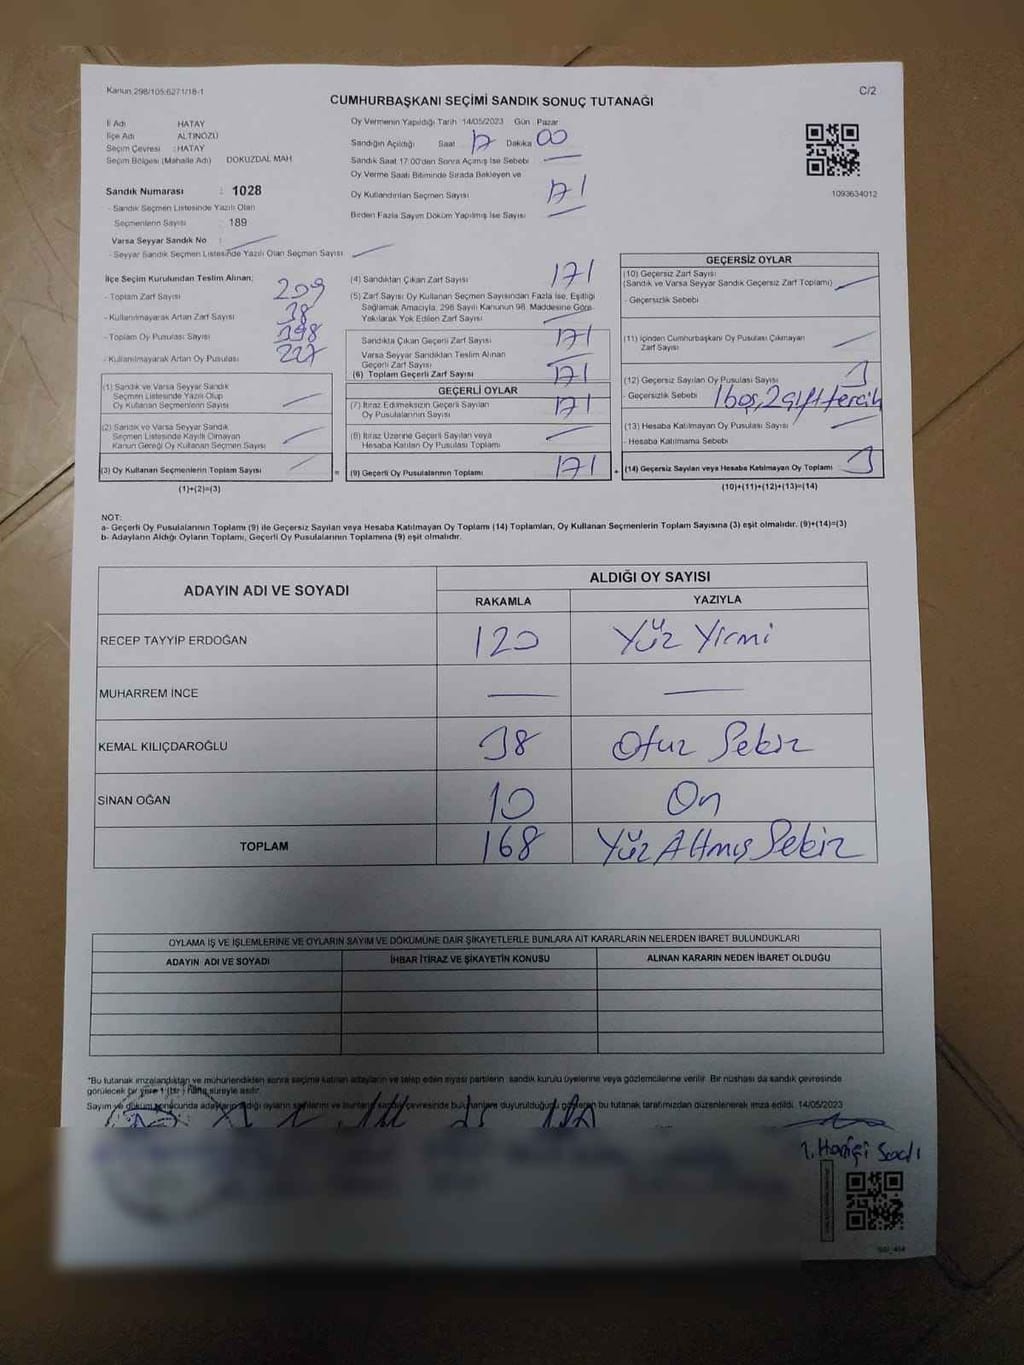 Kanun 298/105:6271/18-1
C/2
CUMHURBAŞKANI SEÇİMİ SANDIK SONUÇ TUTANAĞI
İl Adı HATAY
İlçe Adı ALTINÖZÜ
Seçim Çevresi : HATAY
Seçim Bölgesi (Mahalle Adı) DOKUZDAL MAH
Sandık Numarası : 1028
- Sandık Seçmen Listesinde Yazılı Olan
Seçmenlerin Sayısı : 189
Varsa Seyyar Sandık No :
- Seyyar Sandık Seçmen Listesinde Yazılı Olan Seçmen Sayısı
Oy Vermenin Yapıldığı Tarih 14/05/2023 Gün Pazar
Sandığın Açıldığı Saat 17 Dakika 00
Sandık Saat 17:00'den Sonra Açılmış İse Sebebi
Oy Verme Saati Bitiminde Sırada Bekleyen ve
Oy Kullandırılan Seçmen Sayısı 171
Birden Fazla Sayım Döküm Yapılmış İse Sayısı
1093634012
İlçe Seçim Kurulundan Teslim Alınan;
- Toplam Zarf Sayısı 209
- Kullanılmayarak Artan Zarf Sayısı 38
- Toplam Oy Pusulası Sayısı 398
- Kullanılmayarak Artan Oy Pusulası 227
(1) Sandık ve Varsa Seyyar Sandık
Seçmen Listesinde Yazılı Olup
Oy Kullanan Seçmenlerin Sayısı
(2) Sandık ve Varsa Seyyar Sandık
Seçmen Listesinde Kayıtlı Olmayan
Kanun Gereği Oy Kullanan Seçmen Sayısı
(3) Oy Kullanan Seçmenlerin Toplam Sayısı
(1)+(2)=(3)
(4) Sandıktan Çıkan Zarf Sayısı 171
(5) Zarf Sayısı Oy Kullanan Seçmen Sayısından Fazla İse, Eşitliği
Sağlamak Amacıyla, 298 Sayılı Kanunun 98. Maddesine Göre
Yakılarak Yok Edilen Zarf Sayısı
Sandıkta Çıkan Geçerli Zarf Sayısı 171
Varsa Seyyar Sandıktan Teslim Alınan
Geçerli Zarf Sayısı
(6) Toplam Geçerli Zarf Sayısı 171
GEÇERLİ OYLAR
(7) İtiraz Edilmeksizin Geçerli Sayılan
Oy Pusulalarının Sayısı 171
(8) İtiraz Üzerine Geçerli Sayılan veya
Hesaba Katılan Oy Pusulası Toplamı
= (9) Geçerli Oy Pusulalarının Toplamı 171
GEÇERSİZ OYLAR
(10) Geçersiz Zarf Sayısı
(Sandık ve Varsa Seyyar Sandık Geçersiz Zarf Toplamı)
- Geçersizlik Sebebi
(11) İçinden Cumhurbaşkanı Oy Pusulası Çıkmayan
Zarf Sayısı
(12) Geçersiz Sayılan Oy Pusulası Sayısı 3
- Geçersizlik Sebebi 1 boş, 2 çift tercih
(13) Hesaba Katılmayan Oy Pusulası Sayısı
- Hesaba Katılmama Sebebi
+ (14) Geçersiz Sayılan veya Hesaba Katılmayan Oy Toplamı 3
(10)+(11)+(12)+(13)=(14)
NOT:
a- Geçerli Oy Pusulalarının Toplamı (9) ile Geçersiz Sayılan veya Hesaba Katılmayan Oy Toplamı (14) Toplamları, Oy Kullanan Seçmenlerin Toplam Sayısına (3) eşit olmalıdır. (9)+(14)=(3)
b- Adayların Aldığı Oyların Toplamı, Geçerli Oy Pusulalarının Toplamına (9) eşit olmalıdır.
ADAYIN ADI VE SOYADI
ALDIĞI OY SAYISI
RAKAMLA YAZIYLA
RECEP TAYYİP ERDOĞAN 120 Yüz Yirmi
MUHARREM İNCE
KEMAL KILIÇDAROĞLU 38 Otuz Sekiz
SİNAN OĞAN 10 On
TOPLAM 168 Yüz Altmış Sekiz
OYLAMA İŞ VE İŞLEMLERİNE VE OYLARIN SAYIM VE DÖKÜMÜNE DAİR ŞİKAYETLERLE BUNLARA AİT KARARLARIN NELERDEN İBARET BULUNDUKLARI
ADAYIN ADI VE SOYADI İHBAR İTİRAZ VE ŞİKAYETİN KONUSU ALINAN KARARIN NEDEN İBARET OLDUĞU
*Bu tutanak imzalandıktan ve mühürlendikten sonra seçime katılan adayların ve talep eden siyasi partilerin sandık kurulu üyelerine veya gözlemcilerine verilir. Bir nüshası da sandık çevresinde
görülecek bir yere 1 (bir) hafta süreyle asılır.
Sayım ve döküm sonucunda adayların aldığı oyların sayılarını ve bunların sandık çevresinde bulunanlara duyurulduğunu gösteren bu tutanak tarafımızdan düzenlenerek imza edildi. 14/05/2023